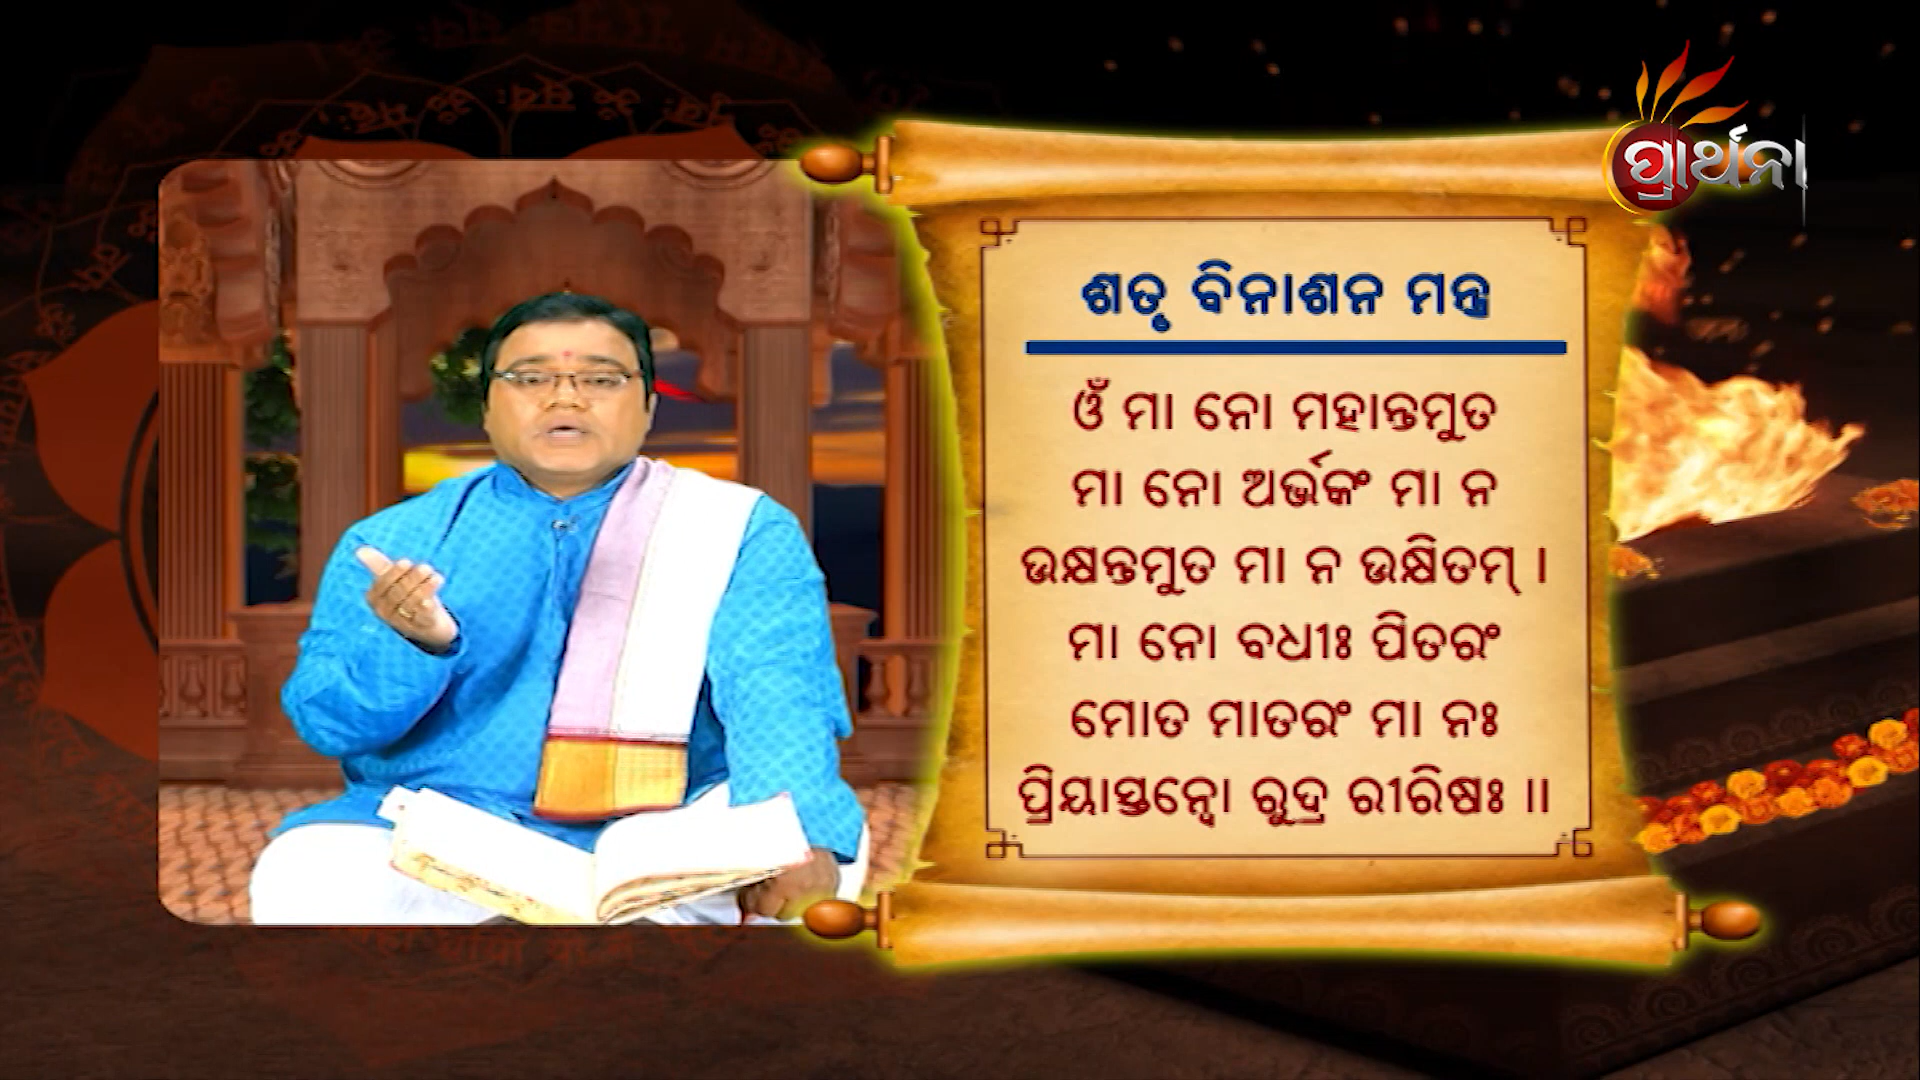 ପ୍ରାର୍ଥନା
ଶତୃ ବିନାଶନ ମନ୍ତ୍ର
ଓଁ ମା ନୋ ମହାନ୍ତମୁତ
ମା ନୋ ଅର୍ଭକଂ ମା ନ
ଉକ୍ଷନ୍ତମୁତ ମା ନ ଉକ୍ଷିତମ୍ ।
ମା ନୋ ବଧୀଃ ପିତରଂ
ମୋତ ମାତରଂ ମା ନଃ
ପ୍ରିୟାସ୍ତନ୍ୱୋ ରୁଦ୍ର ରୀରିଷଃ ॥